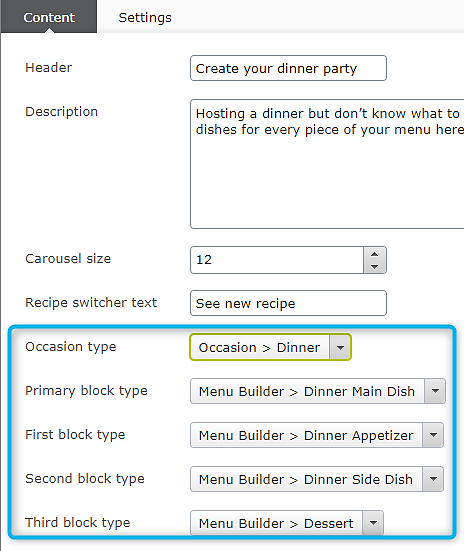 Content Settings
Header Create your dinner party
Description Hosting a dinner but don’t know what to
dishes for every piece of your menu here
Carousel size 12
Recipe switcher text See new recipe
Occasion type Occasion > Dinner
Primary block type Menu Builder > Dinner Main Dish
First block type Menu Builder > Dinner Appetizer
Second block type Menu Builder > Dinner Side Dish
Third block type Menu Builder > Dessert